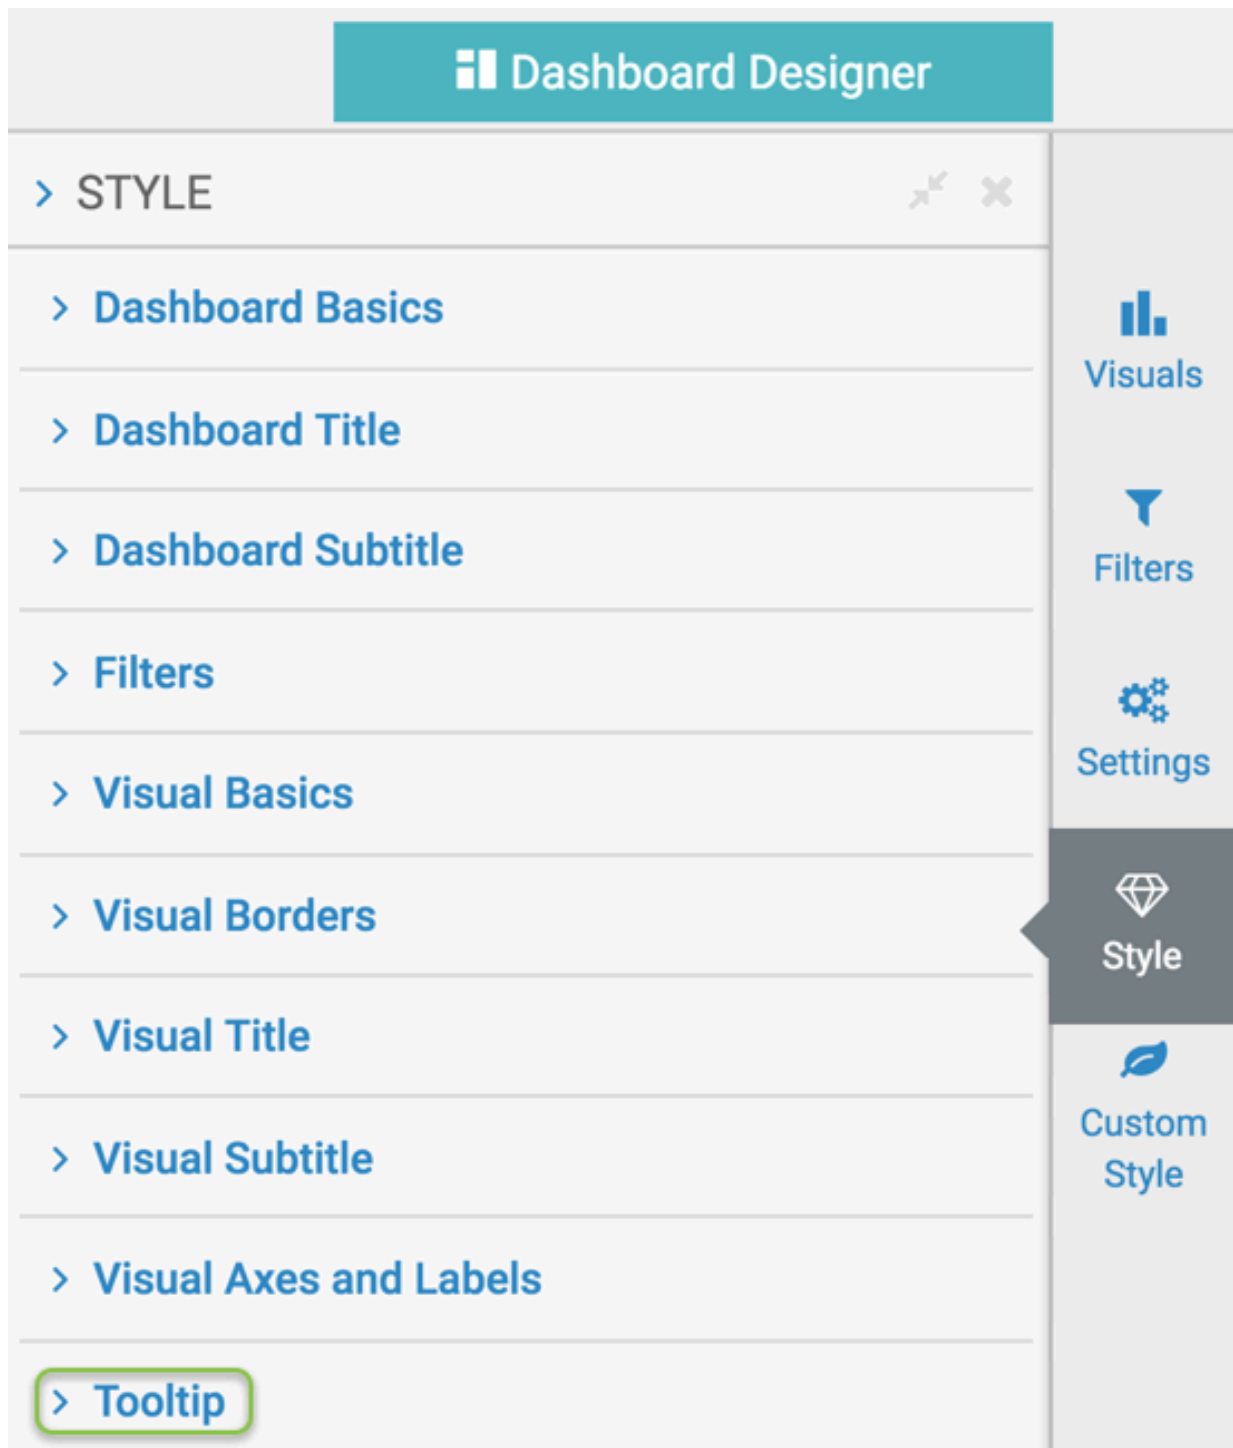 Dashboard Designer
STYLE
Dashboard Basics
Dashboard Title
Dashboard Subtitle
Filters
Visual Basics
Visual Borders
Visual Title
Visual Subtitle
Visual Axes and Labels
Tooltip
Visuals
Filters
Settings
Style
Custom
Style